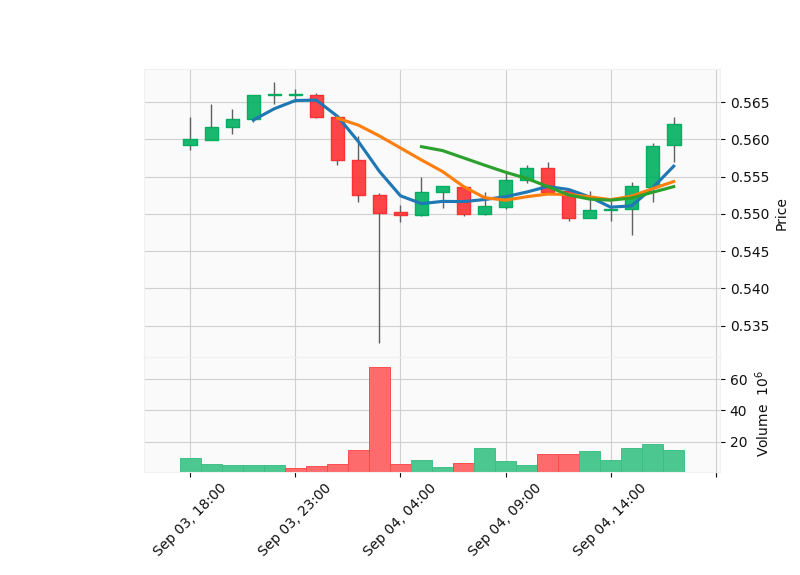 0.565
0.560
0.555
0.550
0.545
0.540
0.535
Price
60
40
20
Volume 10^6
Sep 03, 18:00
Sep 03, 23:00
Sep 04, 04:00
Sep 04, 09:00
Sep 04, 14:00